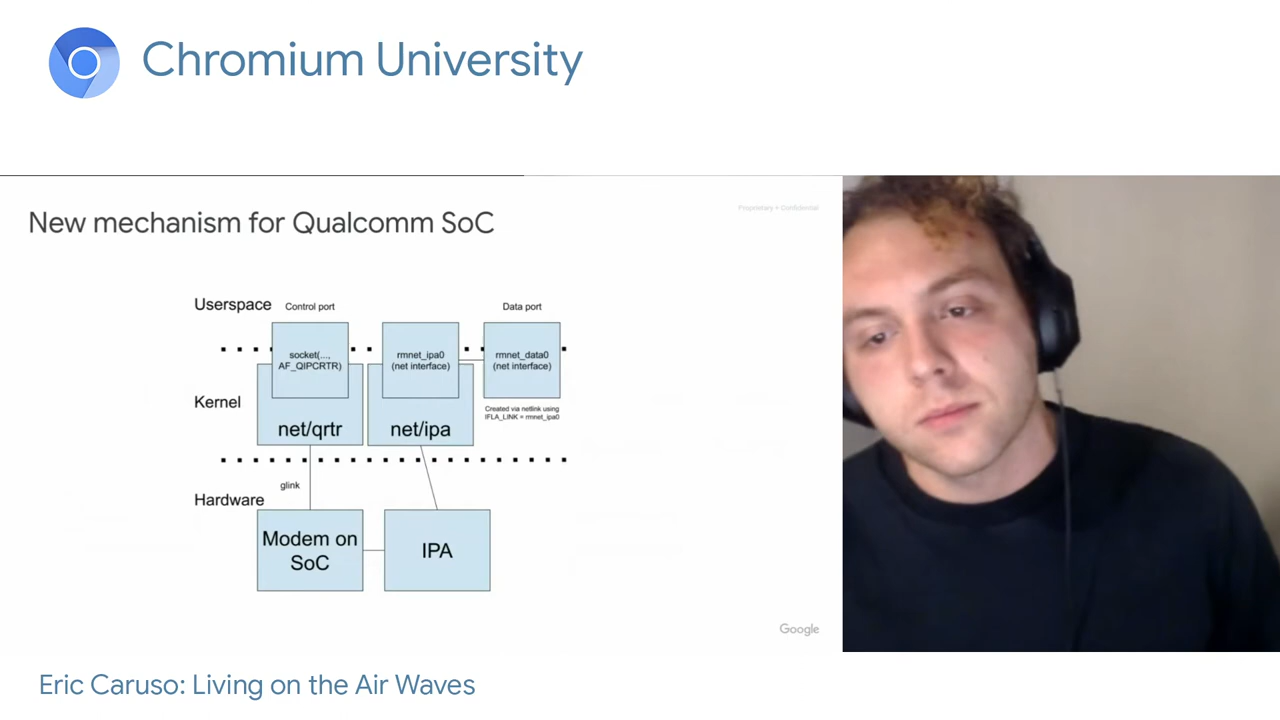 Chromium University
New mechanism for Qualcomm SoC
Proprietary + Confidential
Userspace
Control port
Data port
socket(...,
AF_QIPCRTR)
rmnet_ipa0
(net interface)
rmnet_data0
(net interface)
Kernel
Created via netlink using
IFLA_LINK = rmnet_ipa0
net/qrtr
net/ipa
glink
Hardware
Modem on
SoC
IPA
Google
Eric Caruso: Living on the Air Waves